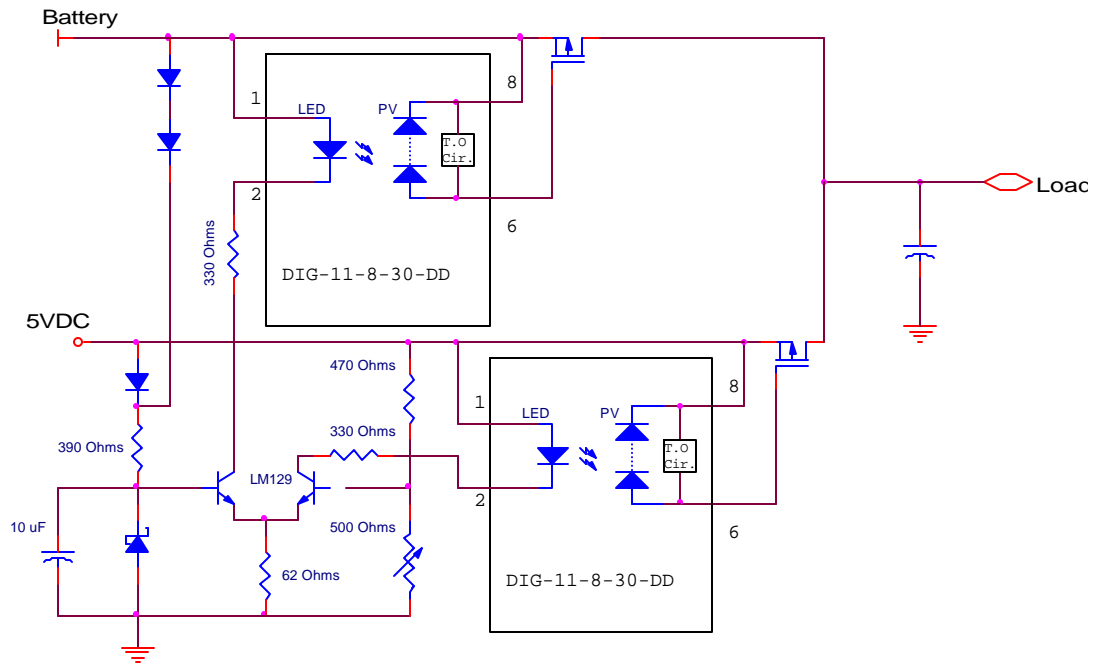 Battery
1
LED
PV
8
T.O
Cir.
2
6
330 Ohms
DIG-11-8-30-DD
Load
5VDC
470 Ohms
8
1
LED
PV
330 Ohms
390 Ohms
T.O
Cir.
LM129
2
10 uF
500 Ohms
6
62 Ohms
DIG-11-8-30-DD